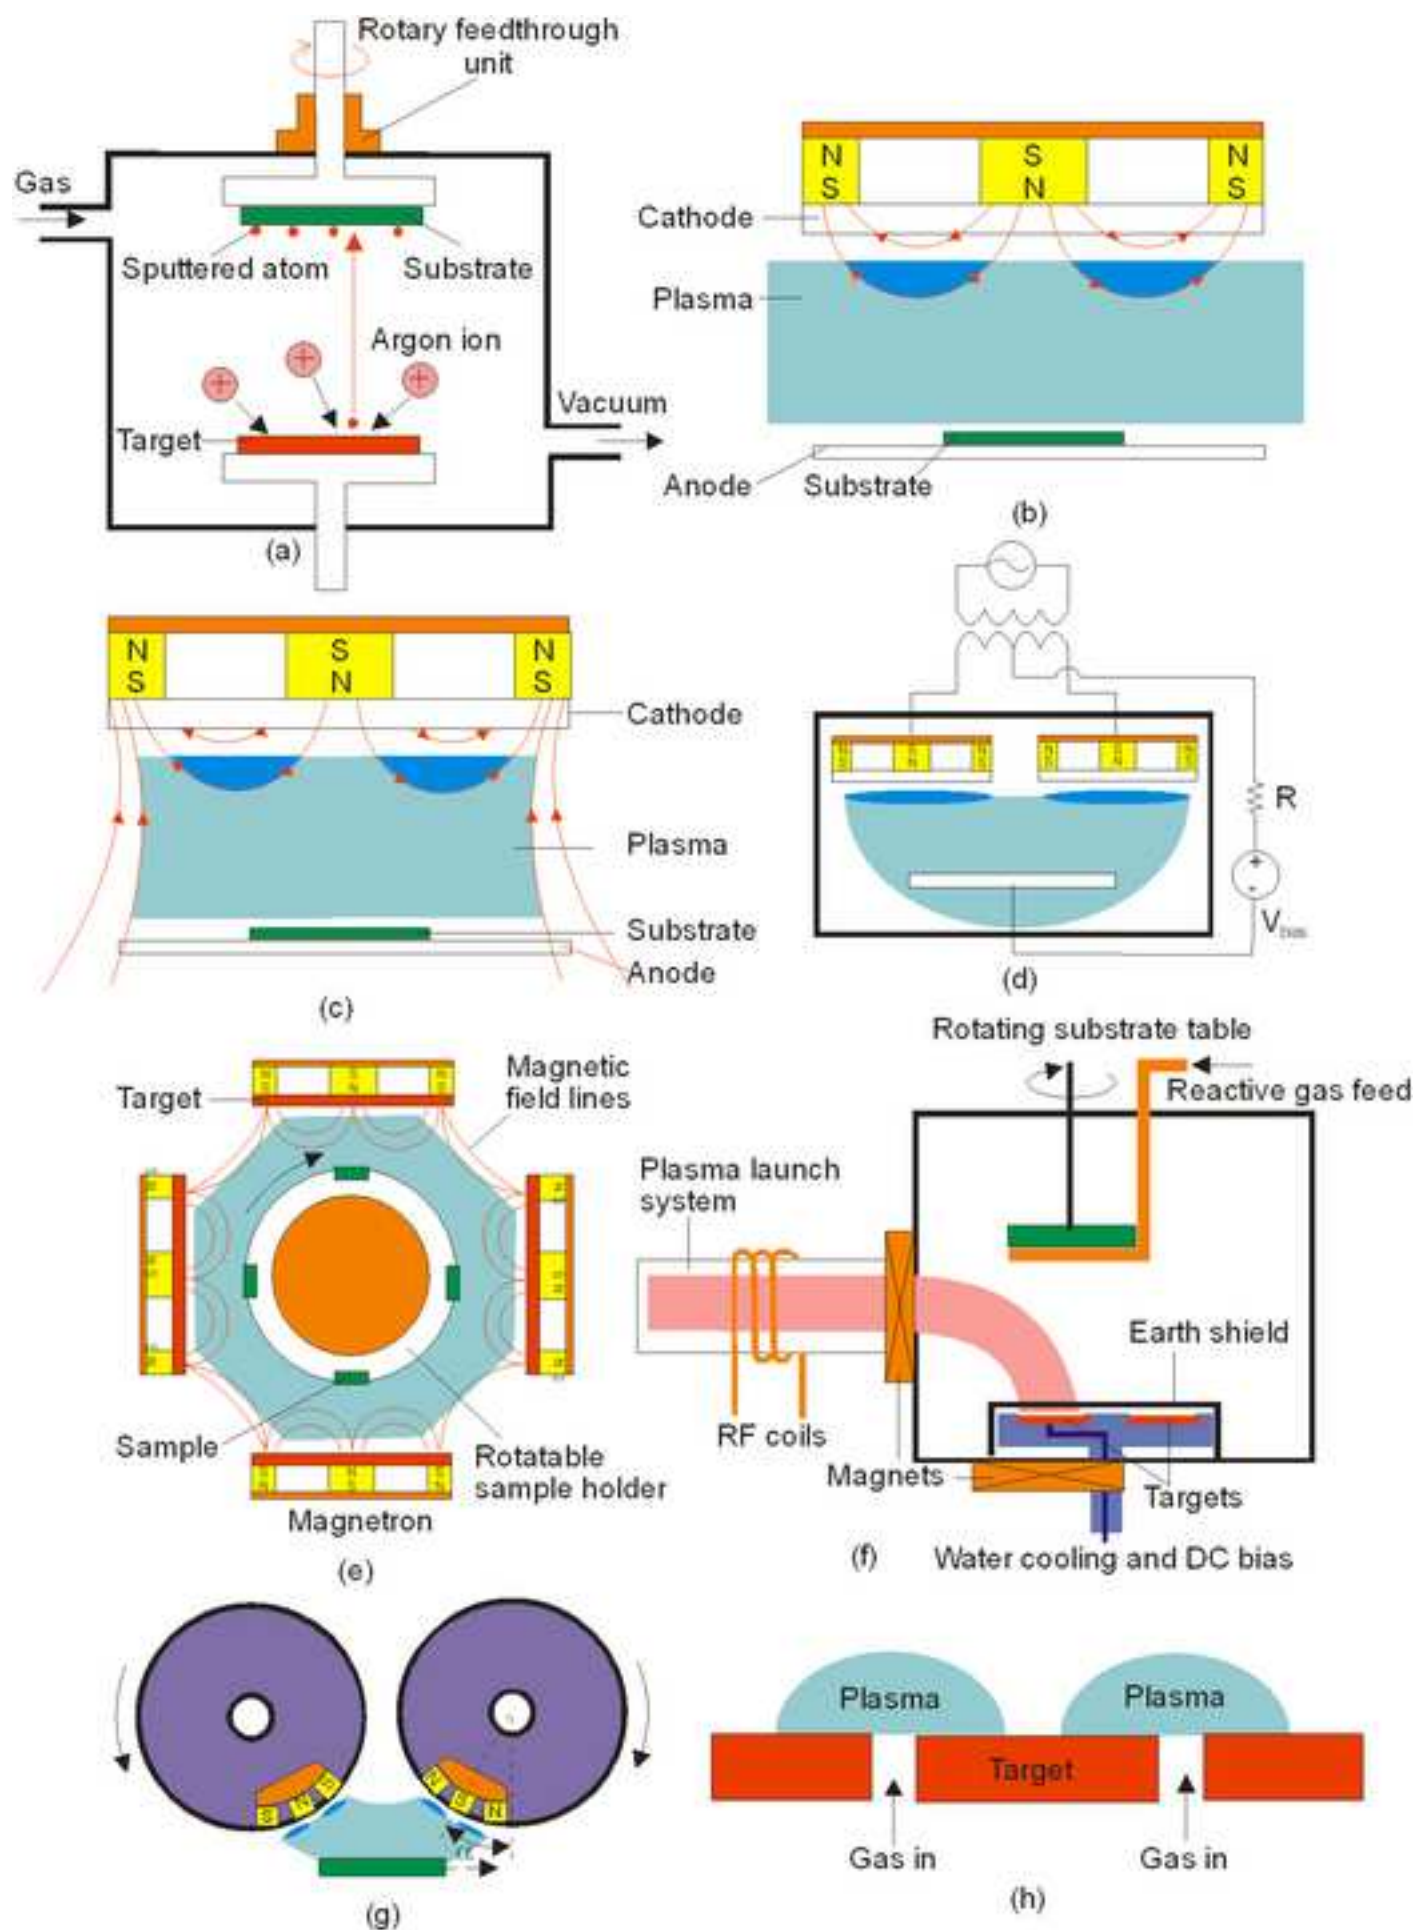 Rotary feedthrough
unit
Gas
Sputtered atom
Substrate
Argon ion
Vacuum
Target
(a)
N
S
S
N
N
S
Cathode
Plasma
Anode
Substrate
(b)
N
S
S
N
N
S
Cathode
Plasma
Substrate
Anode
(c)
R
+
-
V
(d)
Target
Magnetic
field lines
Sample
Rotatable
sample holder
Magnetron
(e)
Rotating substrate table
Reactive gas feed
Plasma launch
system
Earth shield
RF coils
Magnets
Targets
Water cooling and DC bias
(f)
S
N
S
N
S
N
(g)
Plasma
Plasma
Target
Gas in
Gas in
(h)